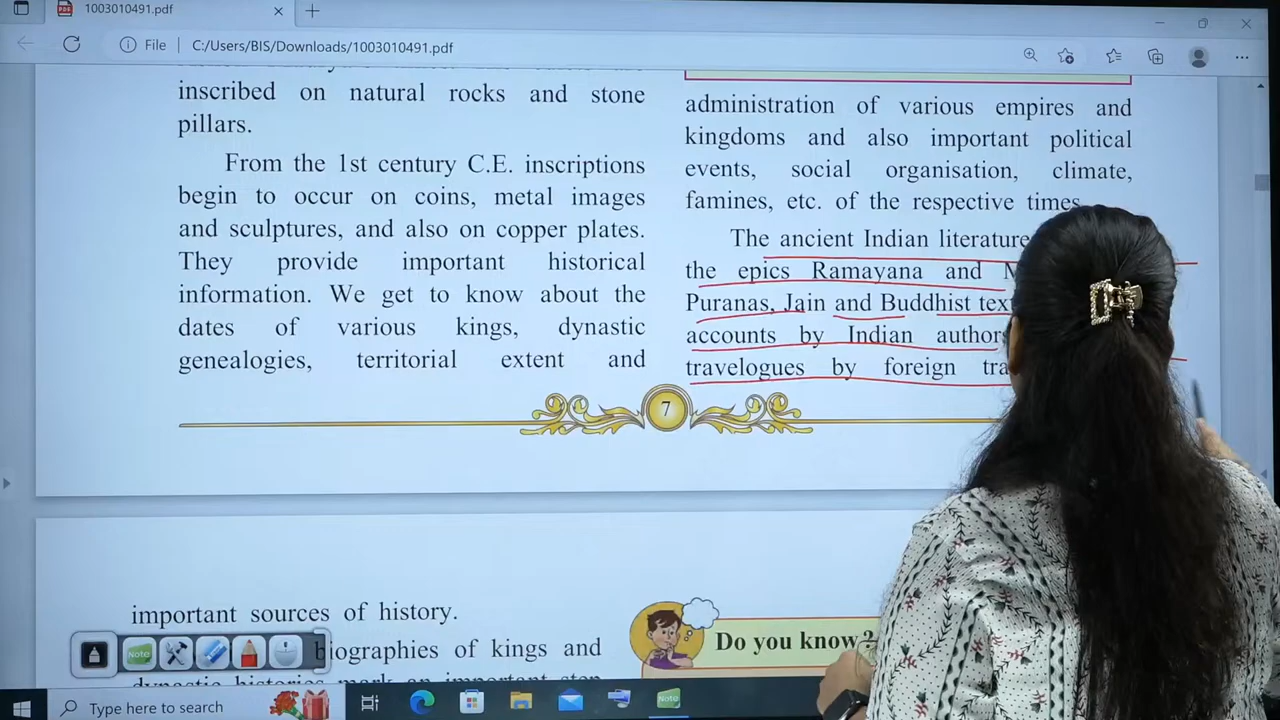 1003010491.pdf
File
C:/Users/BIS/Downloads/1003010491.pdf
inscribed on natural rocks and stone
pillars.
From the 1st century C.E. inscriptions
begin to occur on coins, metal images
and sculptures, and also on copper plates.
They provide important historical
information. We get to know about the
dates of various kings, dynastic
genealogies, territorial extent and
administration of various empires and
kingdoms and also important political
events, social organisation, climate,
famines, etc. of the respective times
The ancient Indian literature
the epics Ramayana and
Puranas, Jain and Buddhist
accounts by Indian authors
travelogues by foreign
7
important sources of history.
biographies of kings and
Do you know?
Note
Type here to search
Note